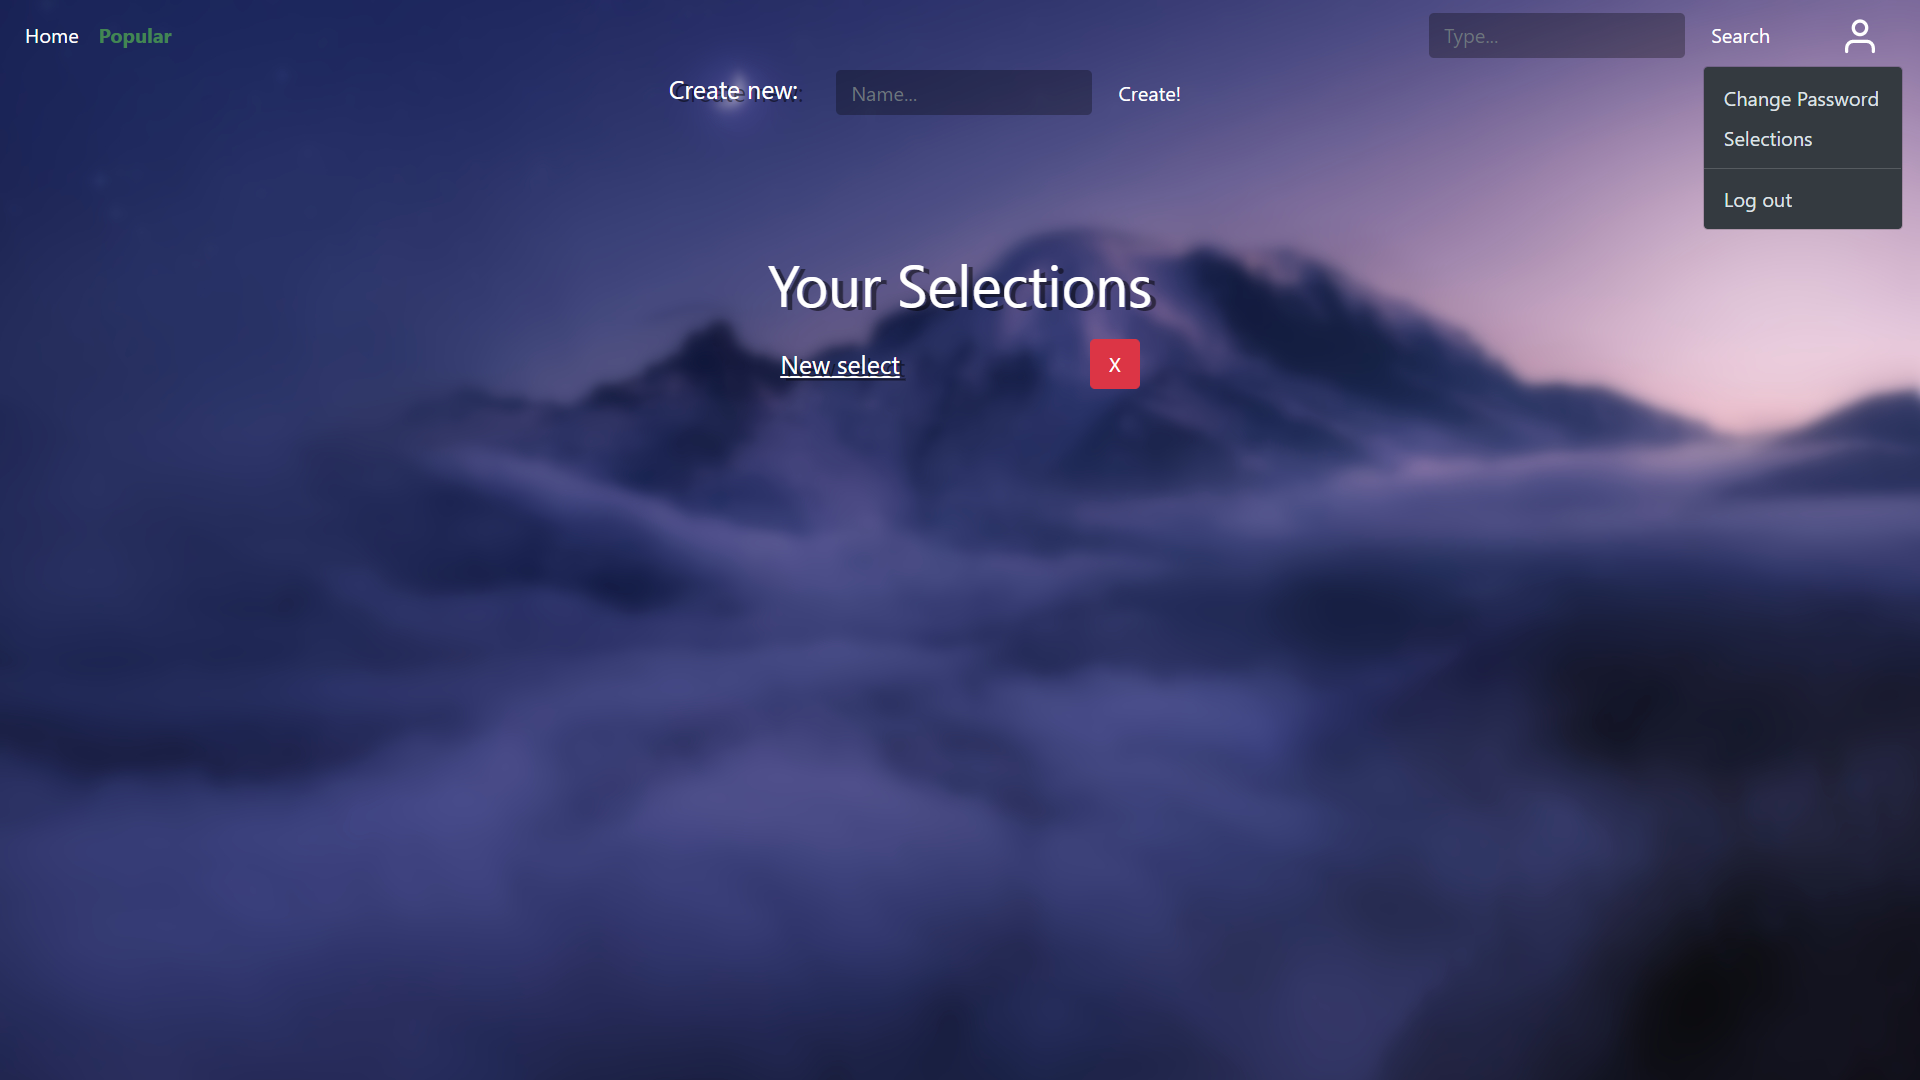 Home Popular Type... Search
Create new: Name... Create!
Change Password
Selections
Log out
Your Selections
New select X